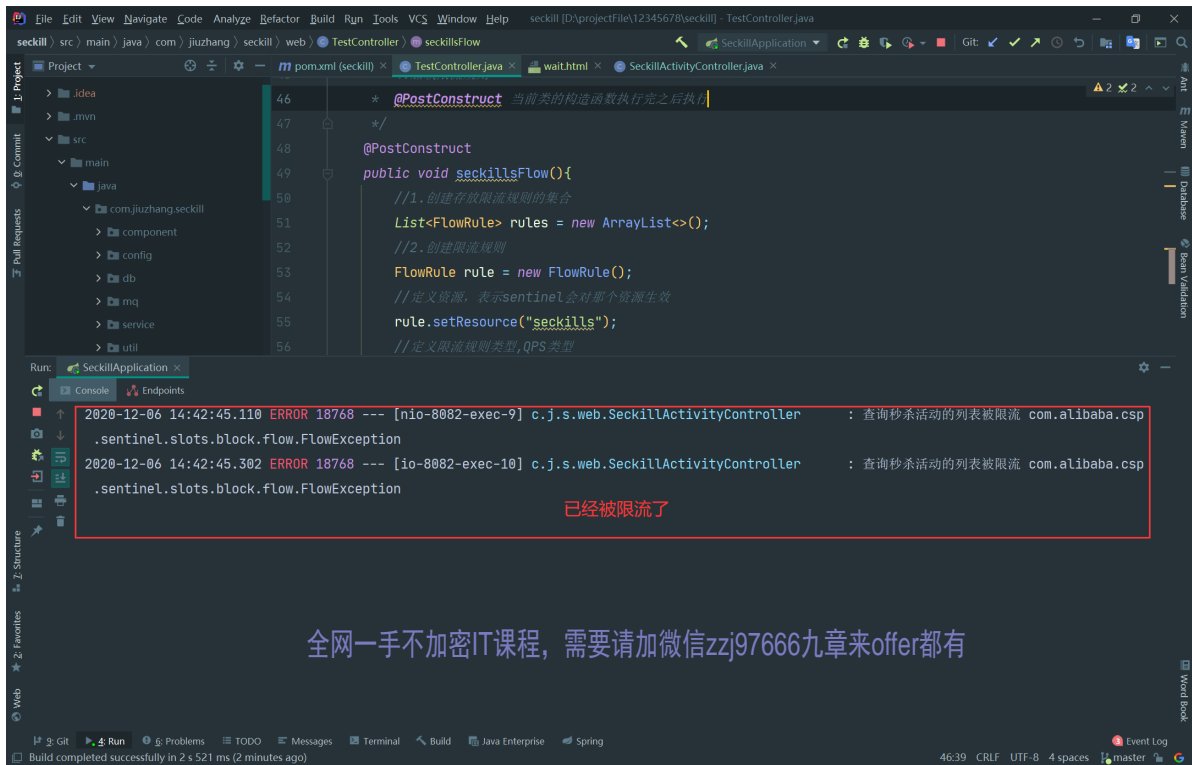 File Edit View Navigate Code Analyze Refactor Build Run Tools VCS Window Help seckill [D:\projectFile\12345678\seckill] - TestController.java
seckill src main java com jiuzhang seckill web TestController seckillsFlow SeckillApplication Git:
1: Project
0: Commit
Pull Requests
7: Structure
2: Favorites
Web
Project
.idea
.mvn
src
main
java
com.jiuzhang.seckill
component
config
db
mq
service
util
pom.xml (seckill) TestController.java wait.html SeckillActivityController.java
2 2
46 * @PostConstruct 当前类的构造函数执行完之后执行
47 */
48 @PostConstruct
49 public void seckillsFlow(){
50 //1.创建存放限流规则的集合
51 List<FlowRule> rules = new ArrayList<>();
52 //2.创建限流规则
53 FlowRule rule = new FlowRule();
54 //定义资源，表示sentinel会对那个资源生效
55 rule.setResource("seckills");
56 //定义限流规则类型,QPS类型
Ant
Maven
Database
Bean Validation
Word Book
Run: SeckillApplication
Console Endpoints
2020-12-06 14:42:45.110 ERROR 18768 --- [nio-8082-exec-9] c.j.s.web.SeckillActivityController : 查询秒杀活动的列表被限流 com.alibaba.csp
.sentinel.slots.block.flow.FlowException
2020-12-06 14:42:45.302 ERROR 18768 --- [io-8082-exec-10] c.j.s.web.SeckillActivityController : 查询秒杀活动的列表被限流 com.alibaba.csp
.sentinel.slots.block.flow.FlowException
已经被限流了
全网一手不加密IT课程，需要请加微信zzj97666九章来offer都有
9: Git 4: Run 6: Problems TODO Messages Terminal Build Java Enterprise Spring 3 Event Log
Build completed successfully in 2 s 521 ms (2 minutes ago) 46:39 CRLF UTF-8 4 spaces master